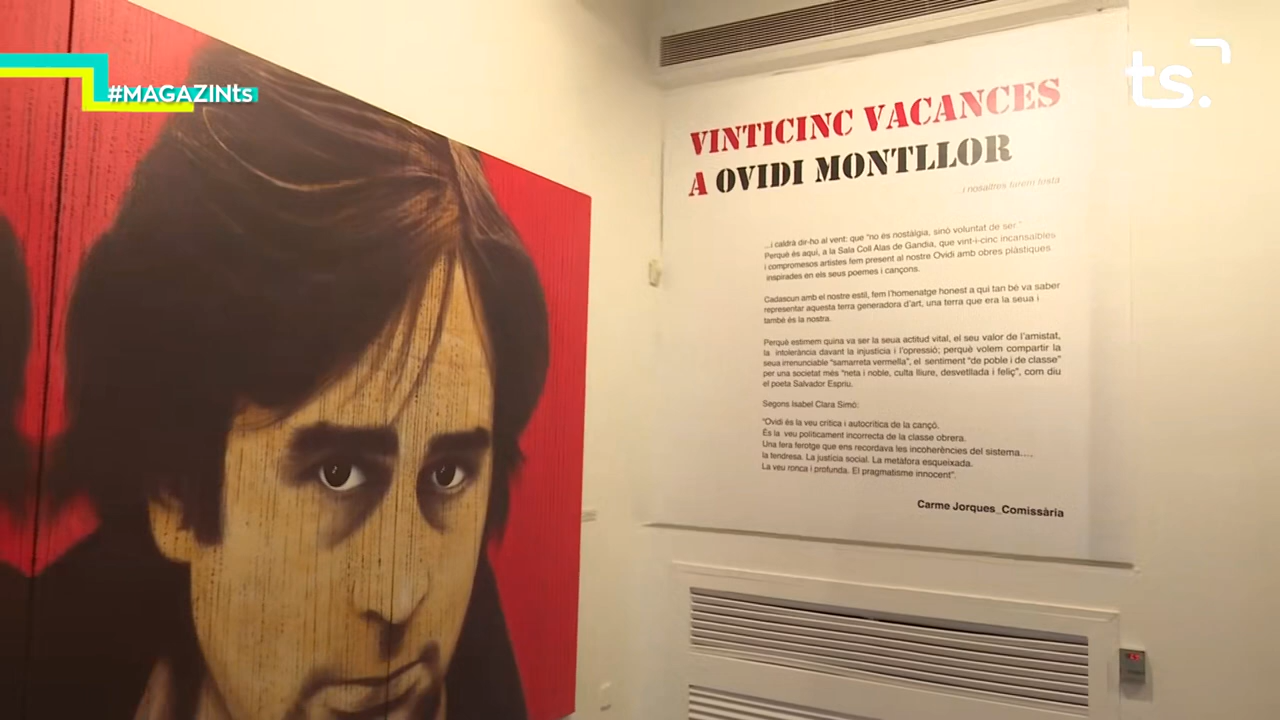 #MAGAZINts
ts.
VINTICINC VACANCES
A OVIDI MONTLLOR
...i nosaltres farem festa
...i caldrà dir-ho al vent: que "no és nostàlgia, sinó voluntat de ser"
Perquè és aquí, a la Sala Coll Alas de Gandia, que vint-i-cinc incansables
i compromesos artistes fem present al nostre Ovidi amb obres plàstiques
inspirades en els seus poemes i cançons.
Cadascun amb el nostre estil, fem l'homenatge honest a qui tan bé va saber
representar aquesta terra generadora d'art, una terra que era la seua i
també és la nostra.
Perquè estimem quina va ser la seua actitud vital, el seu valor de l'amistat,
la intolerància davant la injustícia i l'opressió; perquè volem compartir la
seua irrenunciable "samarreta vermella", el sentiment "de poble i de classe"
per una societat més "neta i noble, culta lliure, desvetllada i feliç", com diu
el poeta Salvador Espriu.
Segons Isabel Clara Simó:
"Ovidi és la veu crítica i autocrítica de la cançó.
És la veu políticament incorrecta de la classe obrera.
Una fera ferotge que ens recordava les incoherències del sistema....
la tendresa. La justícia social. La metàfora esqueixada.
La veu ronca i profunda. El pragmatisme innocent".
Carme Jorques_Comissària